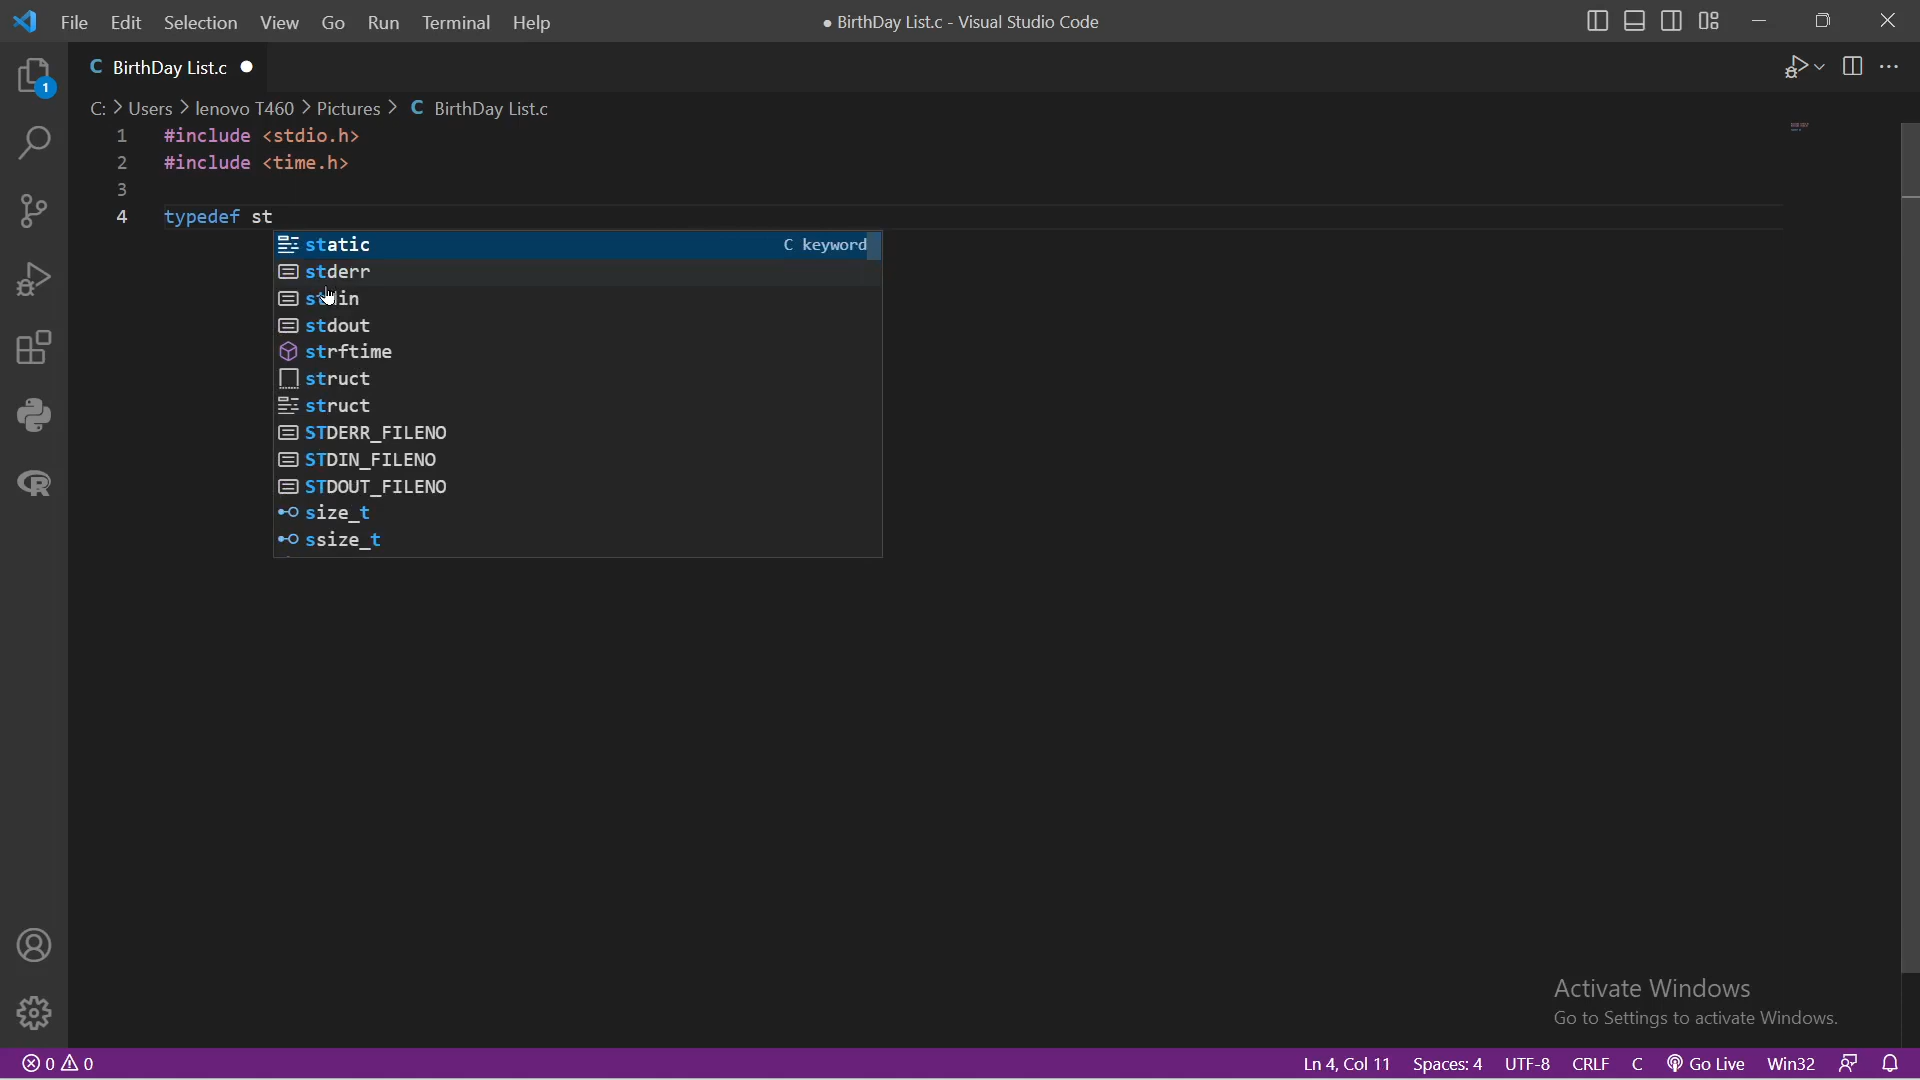 File Edit Selection View Go Run Terminal Help
● BirthDay List.c - Visual Studio Code
C BirthDay List.c ●
1
C: > Users > lenovo T460 > Pictures > C BirthDay List.c
1 #include <stdio.h>
2 #include <time.h>
3
4 typedef st
static C keyword
stderr
stdin
stdout
strftime
struct
struct
STDERR_FILENO
STDIN_FILENO
STDOUT_FILENO
size_t
ssize_t
Activate Windows
Go to Settings to activate Windows.
0 0 Ln 4, Col 11 Spaces: 4 UTF-8 CRLF C Go Live Win32